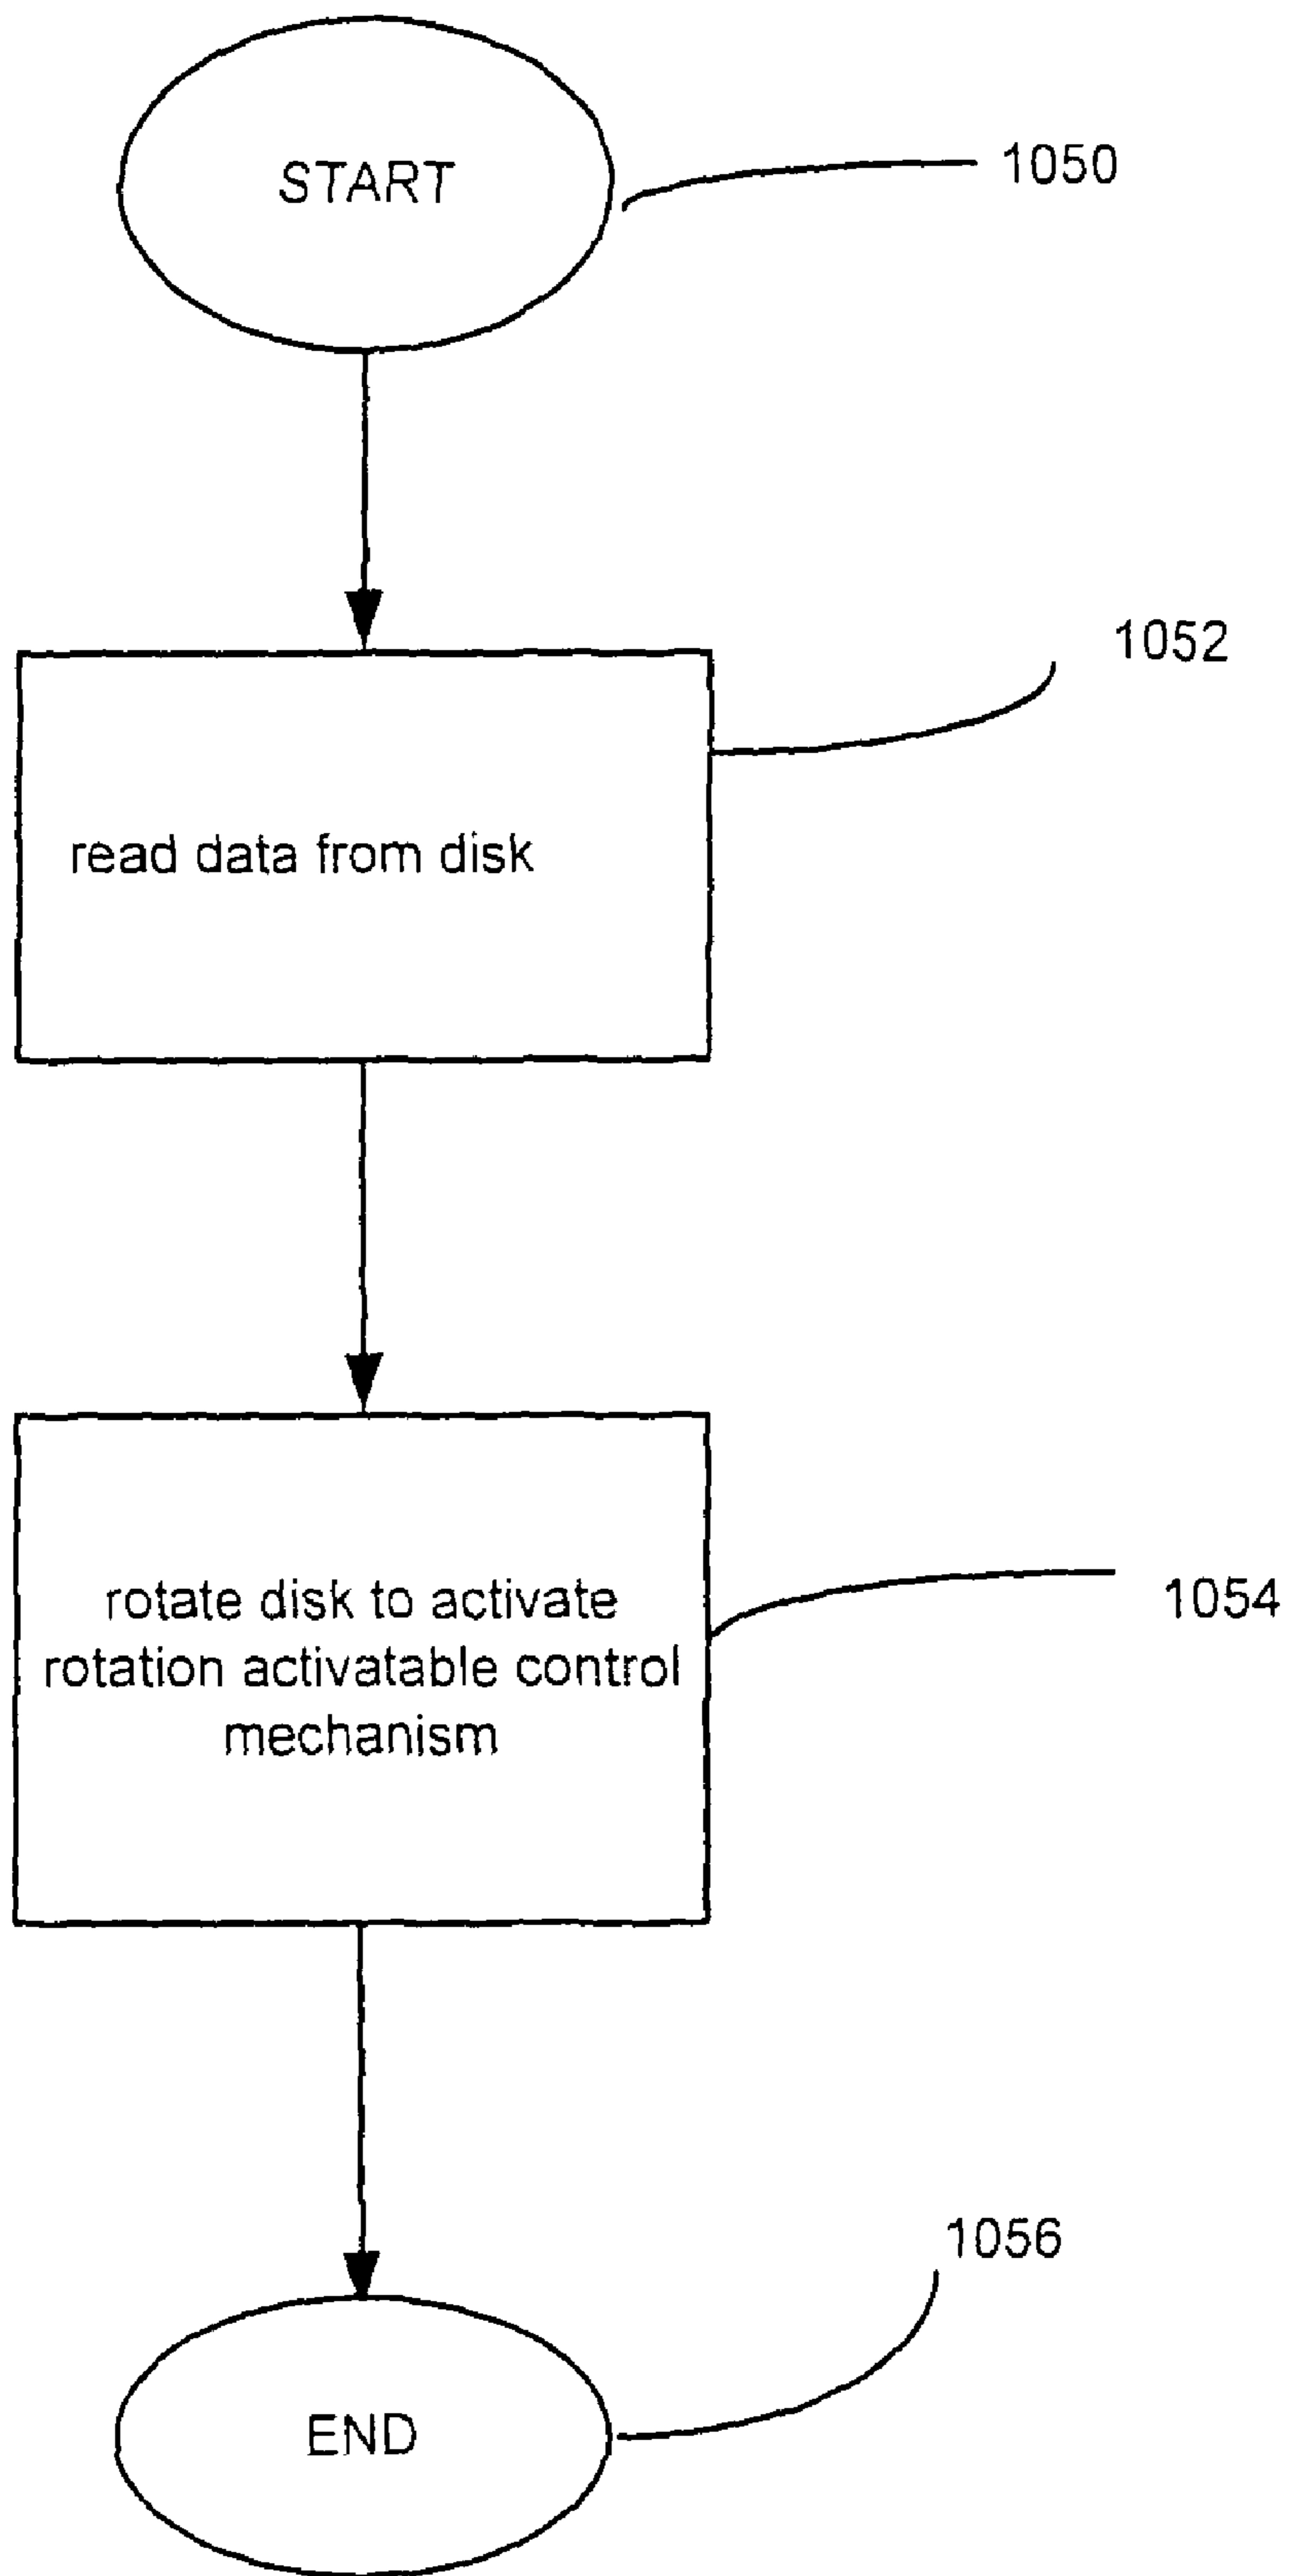 START
1050
1052
read data from disk
rotate disk to activate
rotation activatable control
mechanism
1054
1056
END